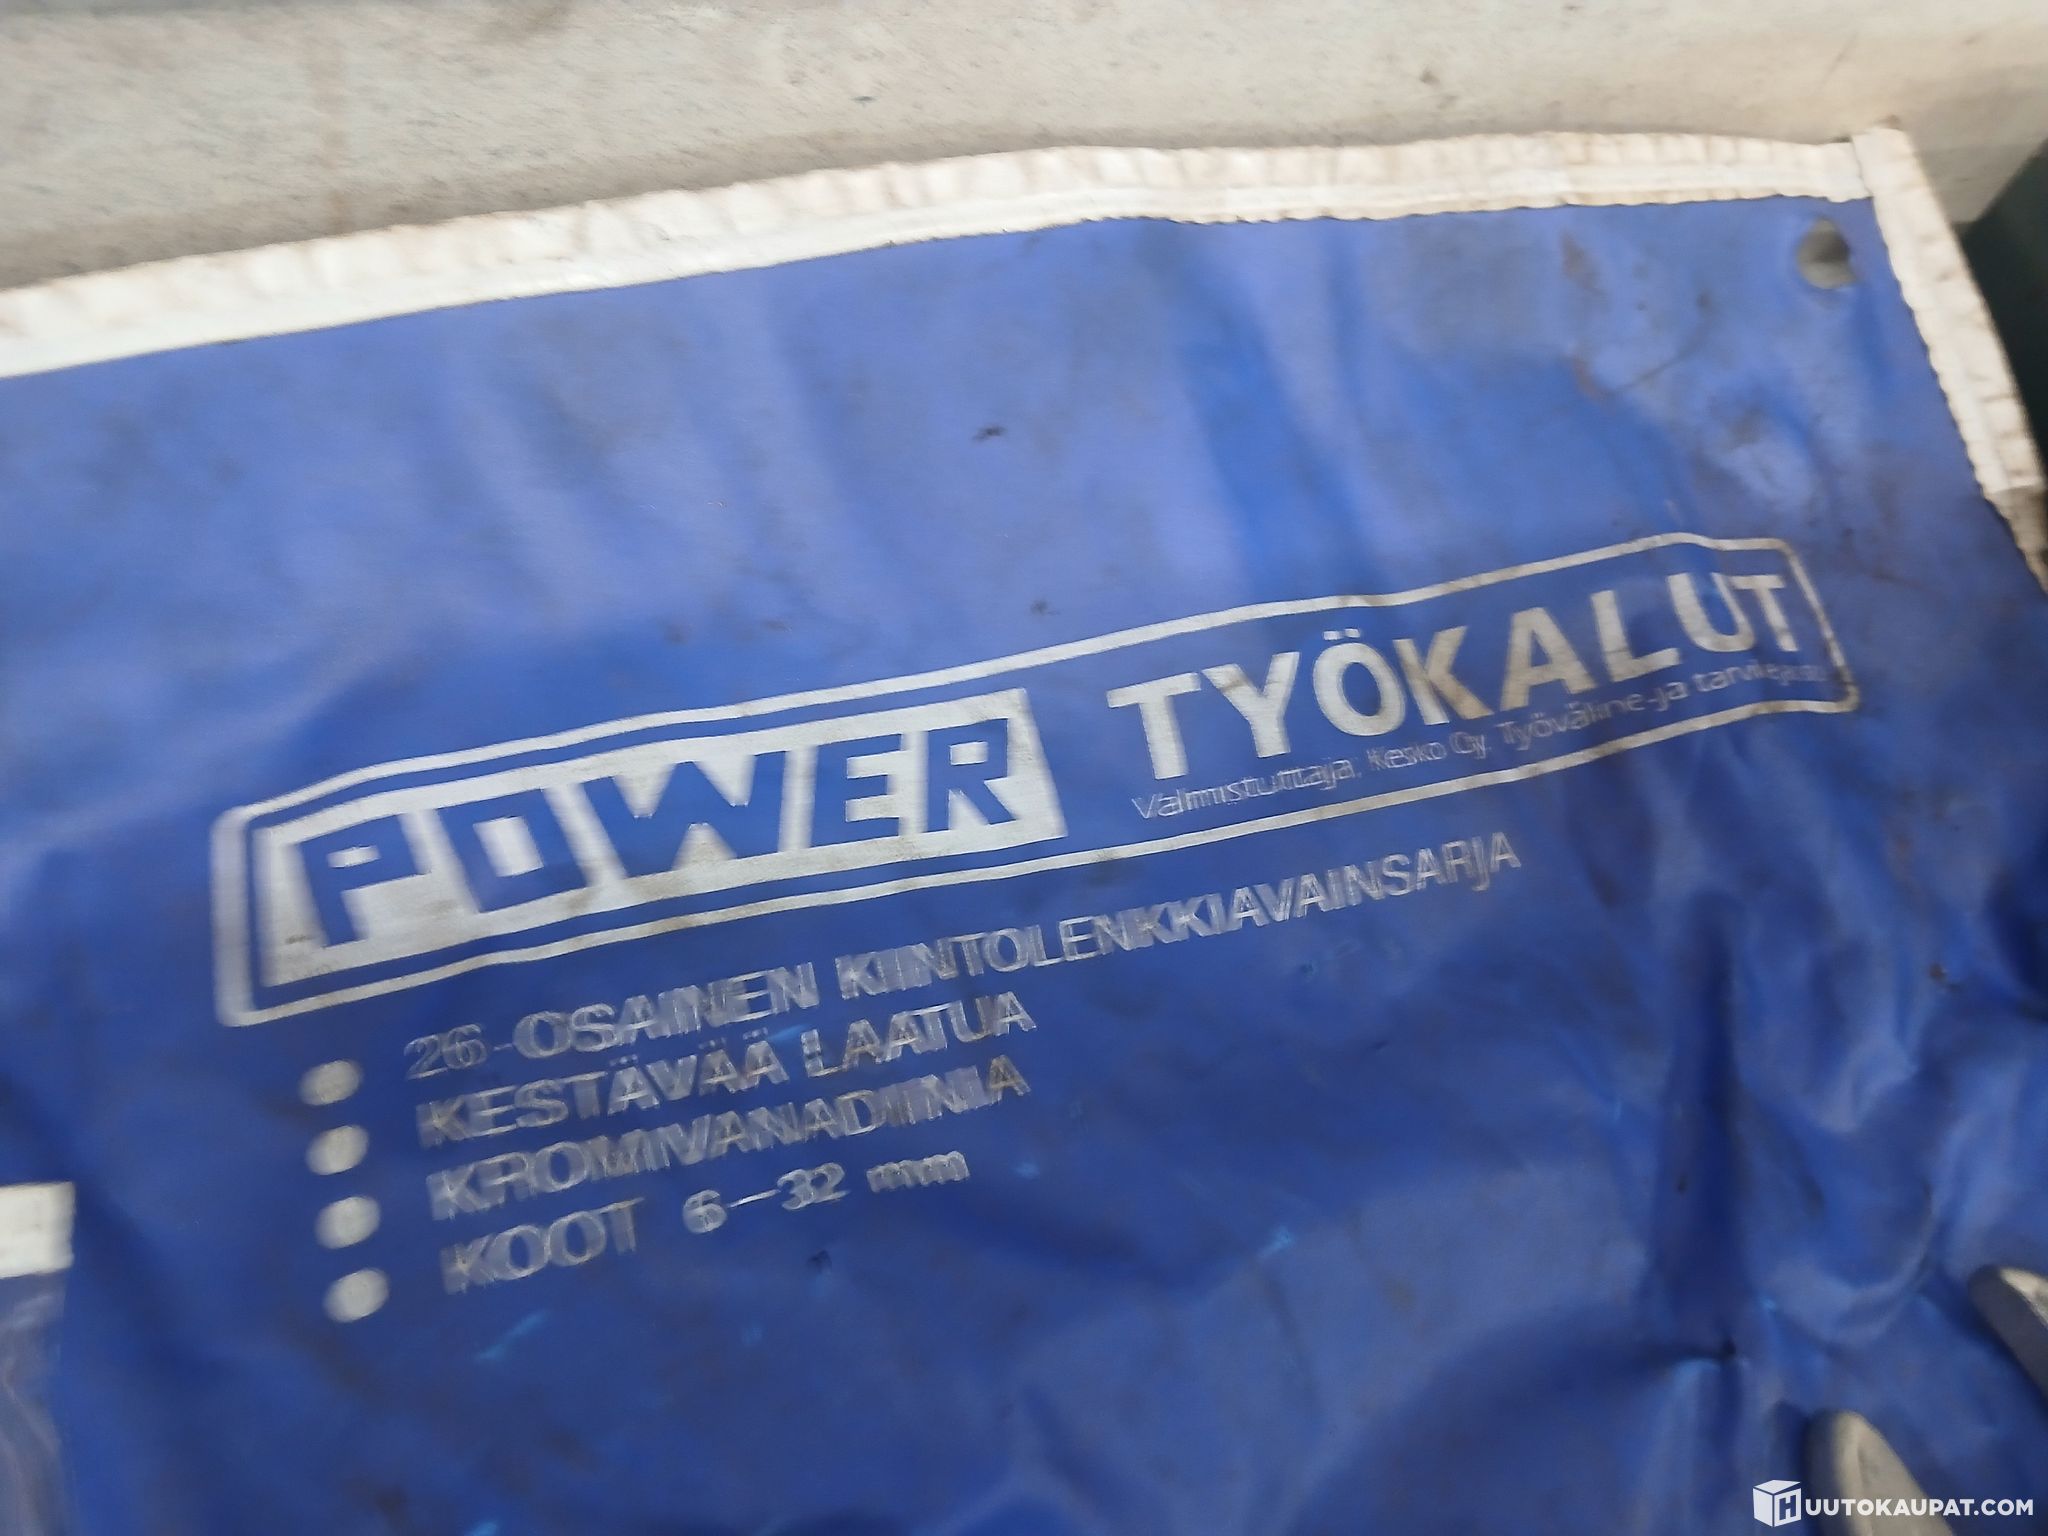 POWER TYÖKALUT
Valmistuttaja: Kesko Oy, Työväline-ja tarvike
26-OSAINEN KIINTOLENKKIAVAINSARJA
KESTÄVÄÄ LAATUA
KROMIVANADIINIA
KOOT 6-32 mm
HUUTOKAUPAT.COM